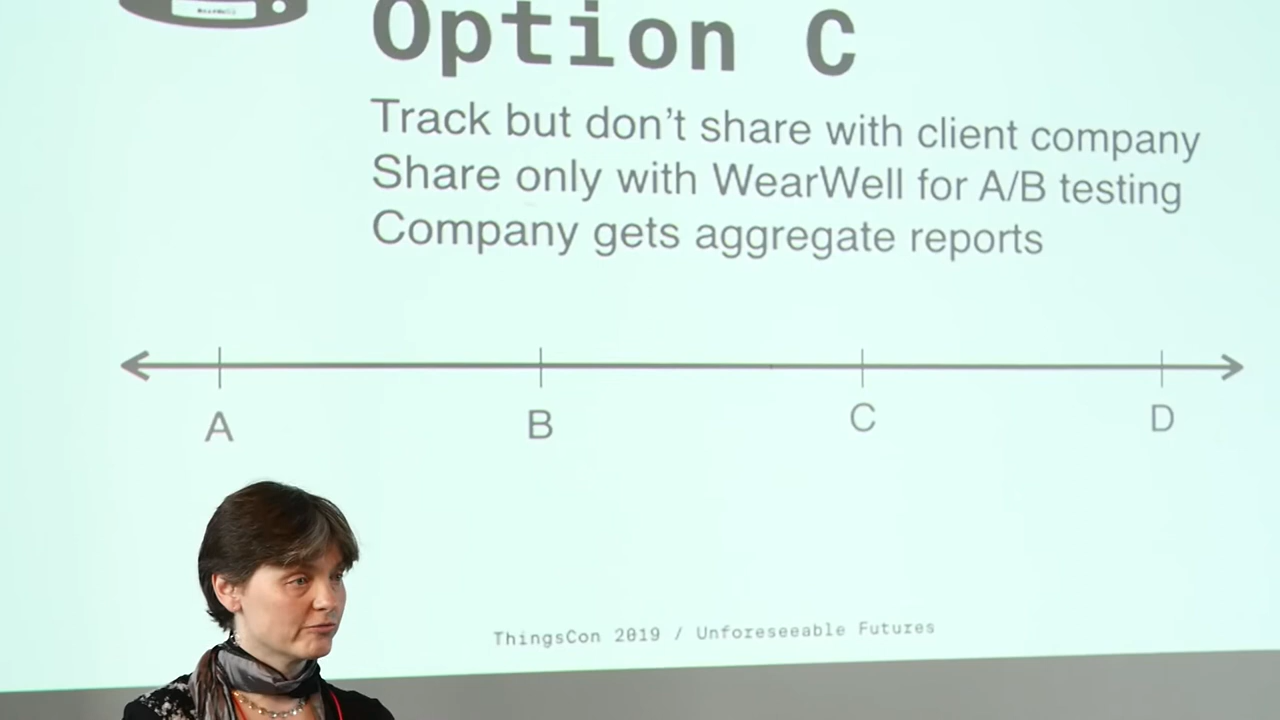 Option C
Track but don't share with client company
Share only with WearWell for A/B testing
Company gets aggregate reports
A B C D
ThingsCon 2019 / Unforeseeable Futures